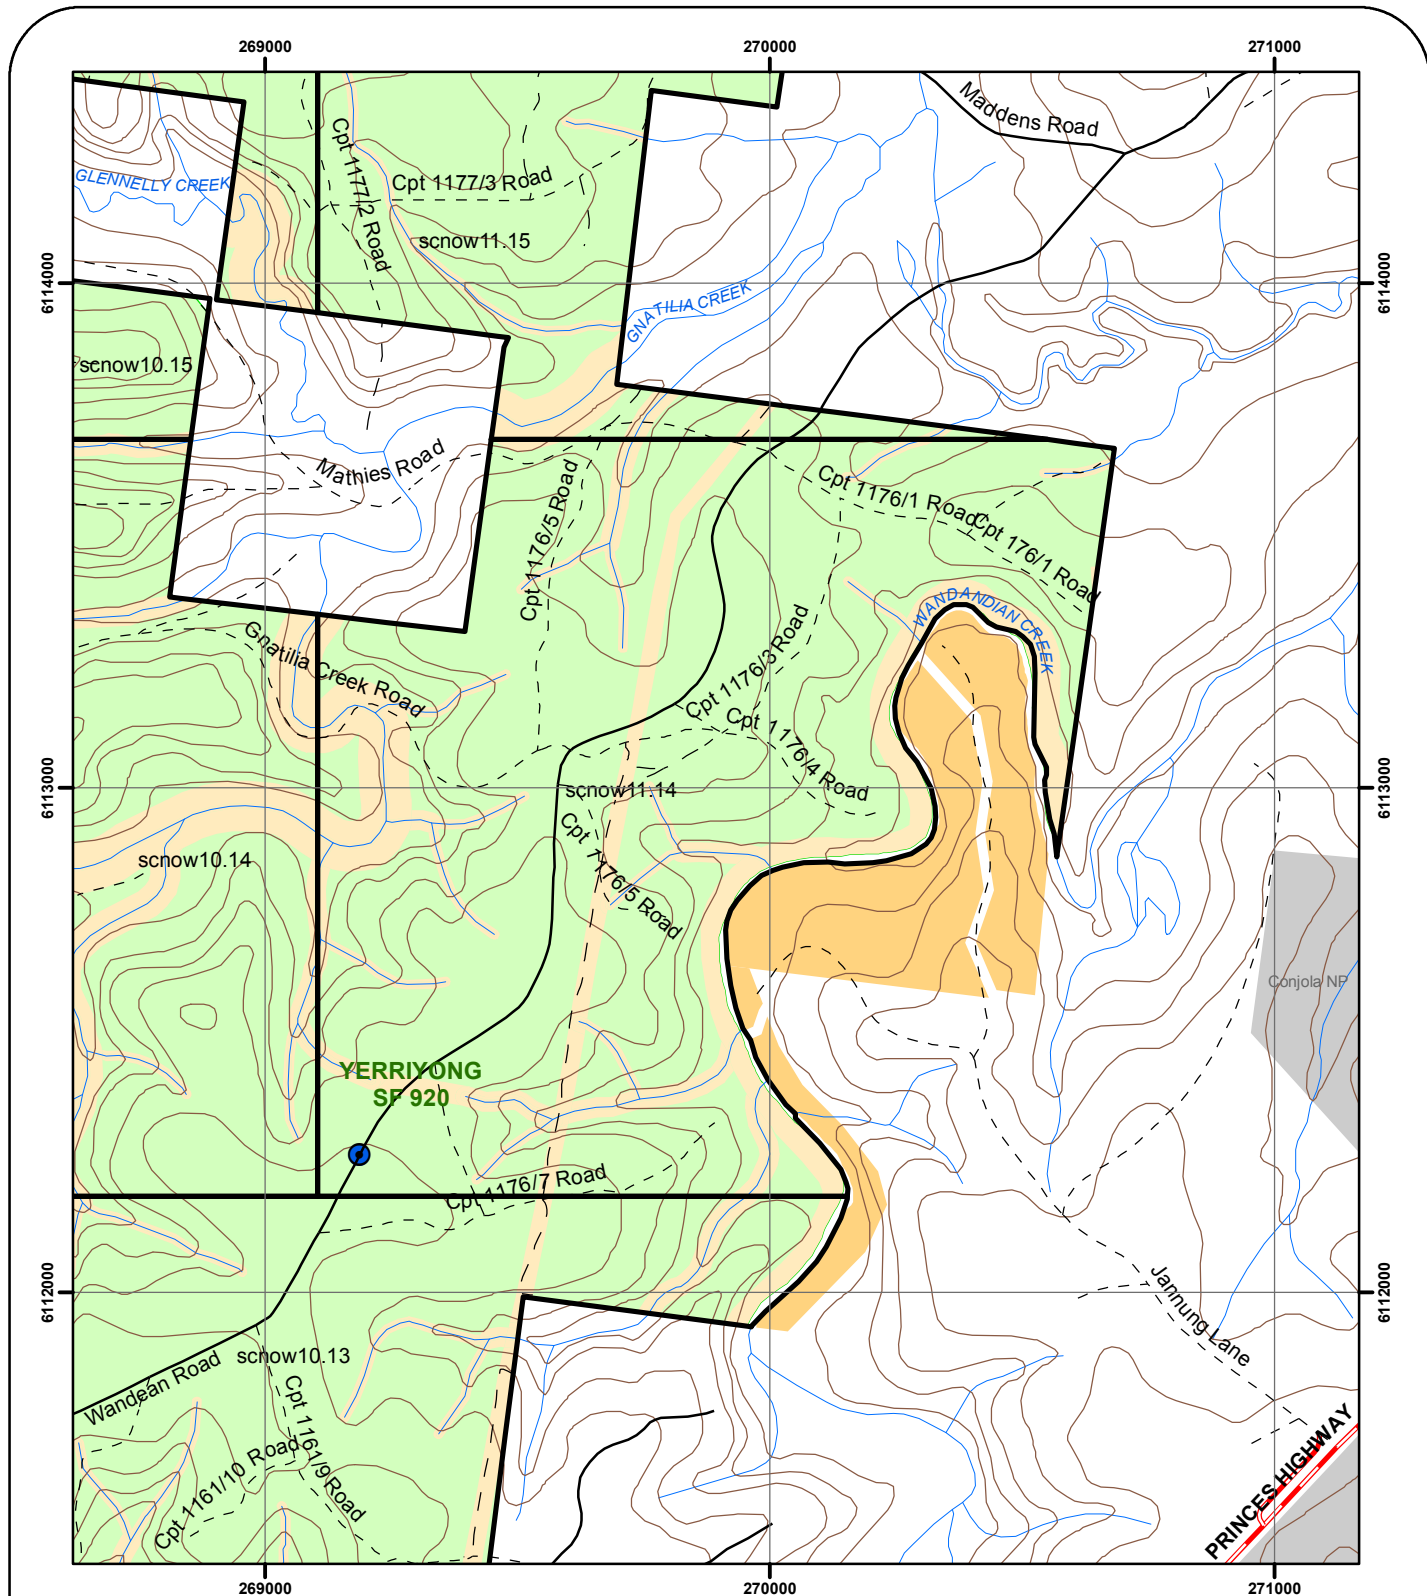 269000
270000
271000
Maddens Road
Cpt 1177/2 Road
Cpt 1177/3 Road
GLENNELLY CREEK
scnow11.15
6114000
6114000
GNATILIA CREEK
scnow10.15
Mathies Road
Cpt 1176/5 Road
Cpt 1176/1 Road
Cpt 176/1 Road
WANDANDIAN CREEK
Gnatilia Creek Road
Cpt 1176/3 Road
Cpt 1176/4 Road
6113000
6113000
scnow11.14
Cpt 1176/5 Road
scnow10.14
Conjola NP
YERRIYONG
SF 920
Cpt 1176/7 Road
6112000
6112000
Jannung Lane
scnow10.13
Wandean Road
Cpt 1161/9 Road
Cpt 1161/10 Road
PRINCES HIGHWAY
269000
270000
271000